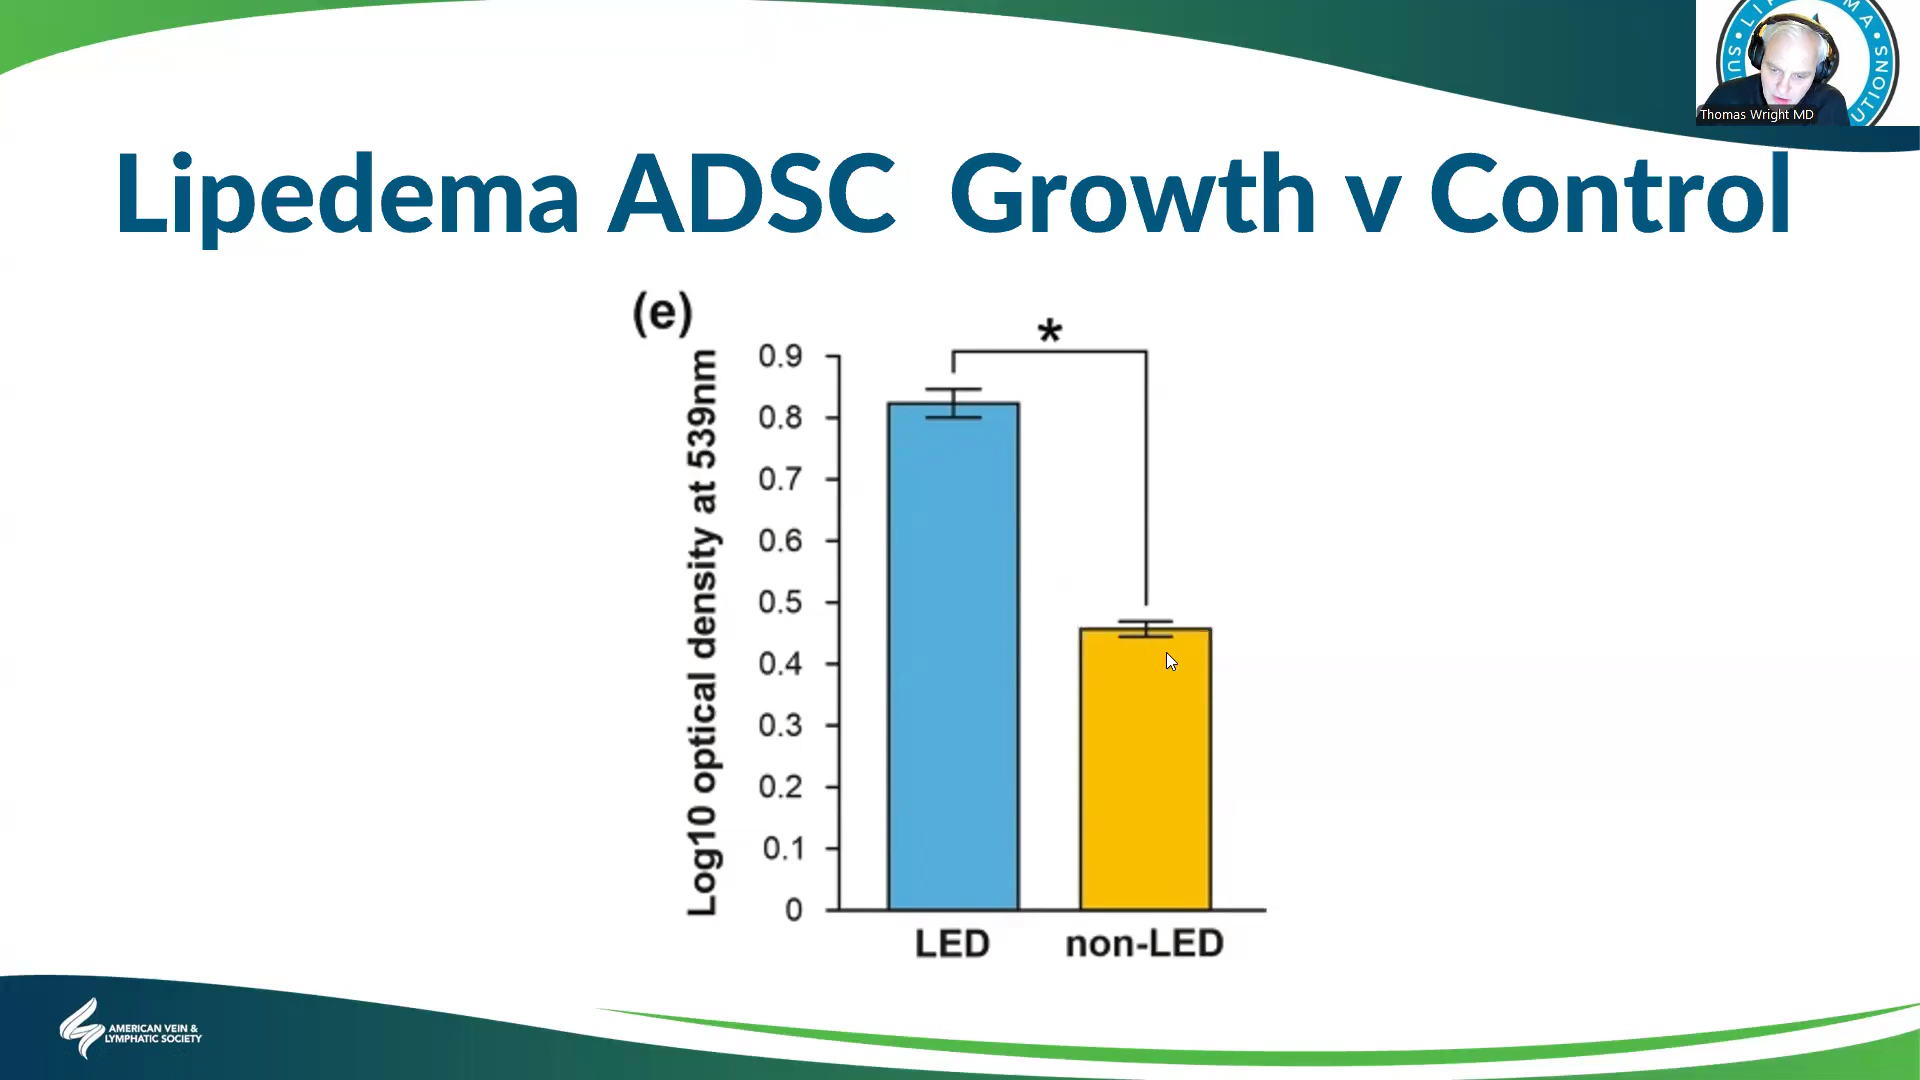 Thomas Wright MD
Lipedema ADSC Growth v Control
(e)
*
Log10 optical density at 539nm
0.9
0.8
0.7
0.6
0.5
0.4
0.3
0.2
0.1
0
LED
non-LED
AMERICAN VEIN &
LYMPHATIC SOCIETY